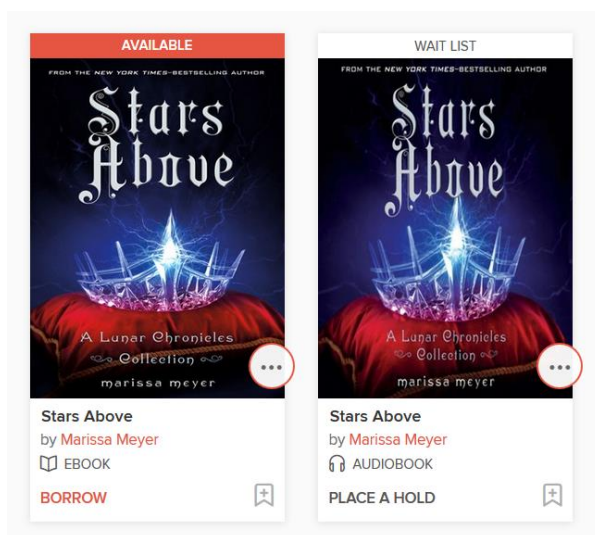 AVAILABLE
FROM THE NEW YORK TIMES–BESTSELLING AUTHOR
Stars
Above
A Lunar Chronicles
Collection
marissa meyer
Stars Above
by Marissa Meyer
EBOOK
BORROW
WAIT LIST
FROM THE NEW YORK TIMES–BESTSELLING AUTHOR
Stars
Above
A Lunar Chronicles
Collection
marissa meyer
Stars Above
by Marissa Meyer
AUDIOBOOK
PLACE A HOLD